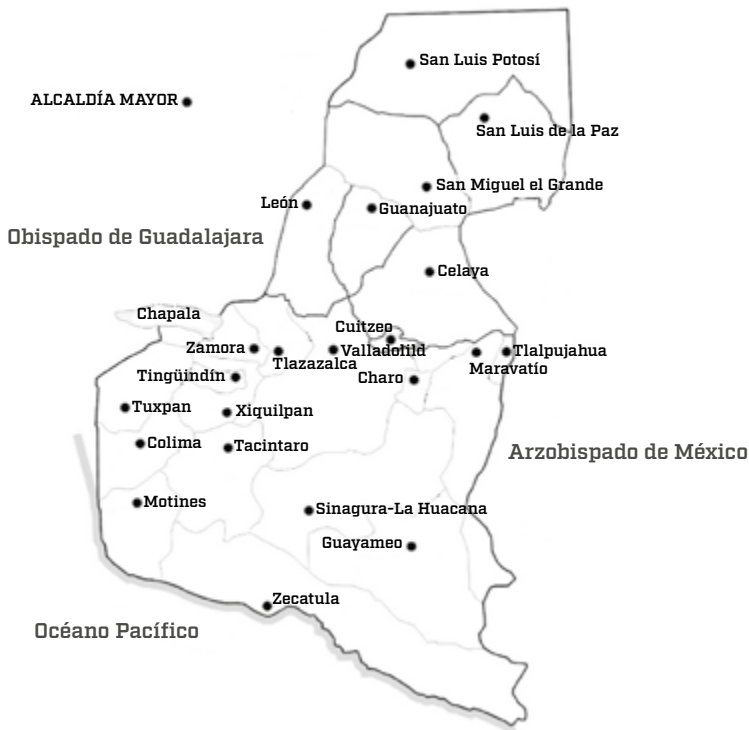 San Luis Potosí
ALCALDÍA MAYOR
San Luis de la Paz
San Miguel el Grande
León
Guanajuato
Obispado de Guadalajara
Celaya
Chapala
Cuitzeo
Zamora
Tlazazalca
Valladolild
Tlalpujahua
Maravatío
Tingüindín
Charo
Tuxpan
Xiquilpan
Colima
Tacintaro
Arzobispado de México
Motines
Sinagura-La Huacana
Guayameo
Zecatula
Océano Pacífico